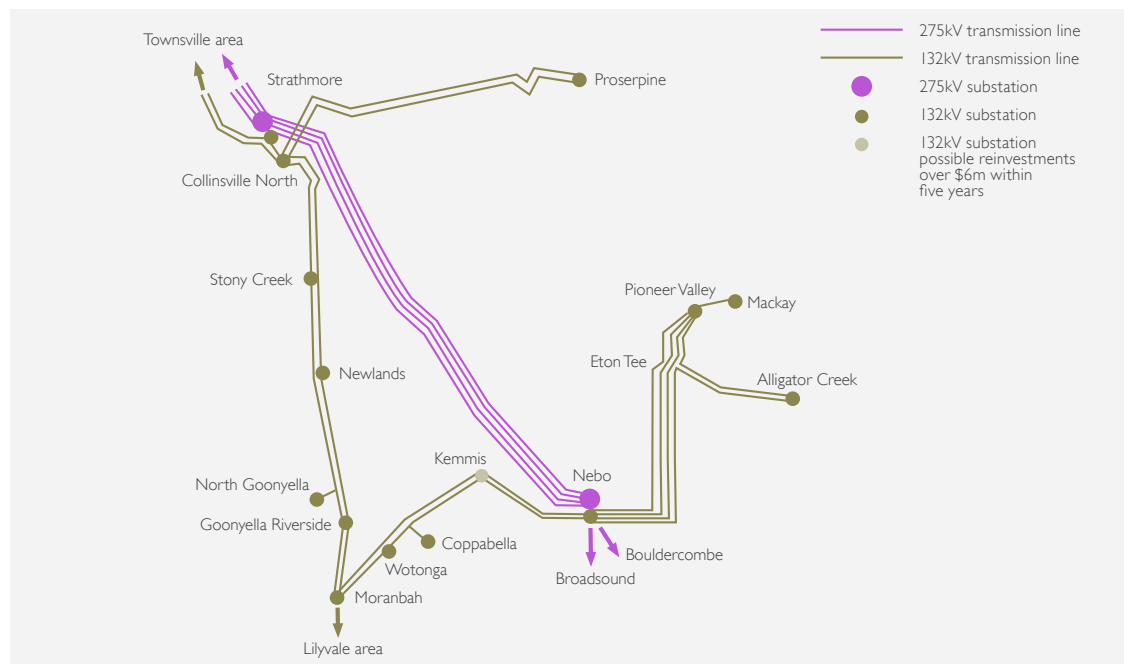 Townsville area
Strathmore
Proserpine
Collinsville North
Stony Creek
Newlands
North Goonyella
Goonyella Riverside
Moranbah
Lilyvale area
Kemmis
Coppabella
Wotonga
Nebo
Bouldercombe
Broadsound
Pioneer Valley
Mackay
Eton Tee
Alligator Creek
275kV transmission line
132kV transmission line
275kV substation
132kV substation
132kV substation
possible reinvestments
over $6m within
five years